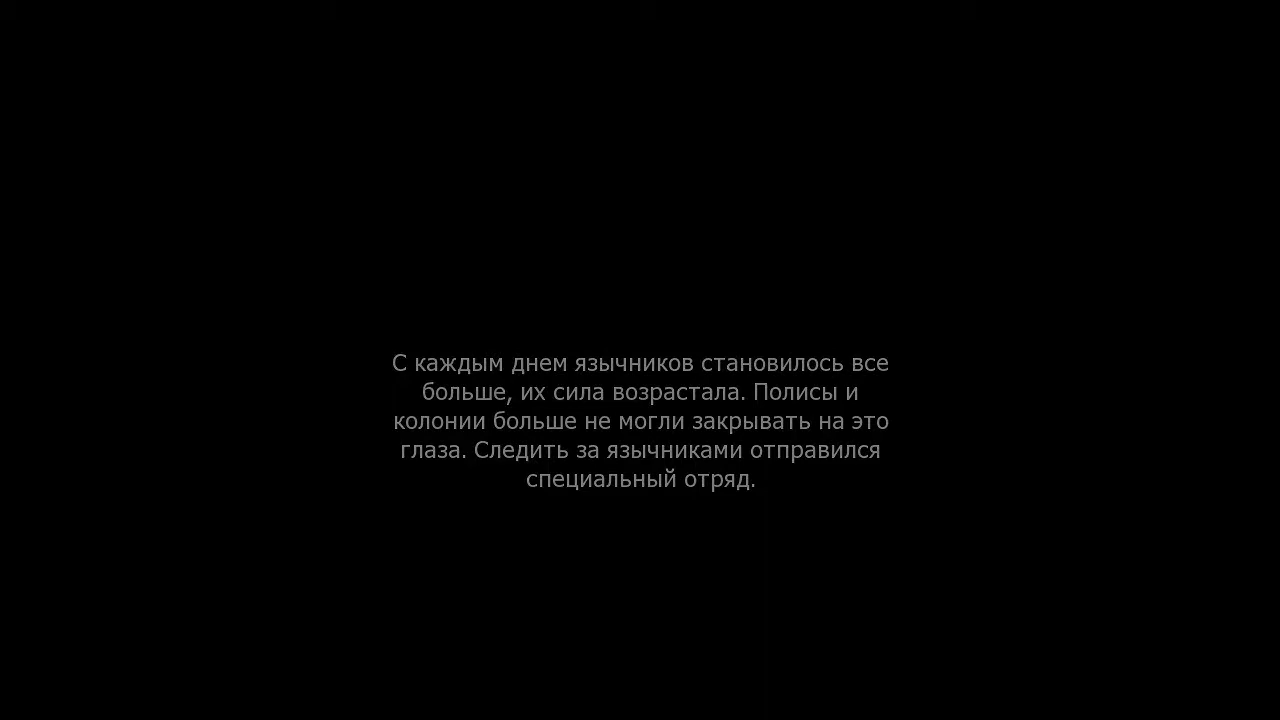 С каждым днем язычников становилось все
больше, их сила возрастала. Полисы и
колонии больше не могли закрывать на это
глаза. Следить за язычниками отправился
специальный отряд.